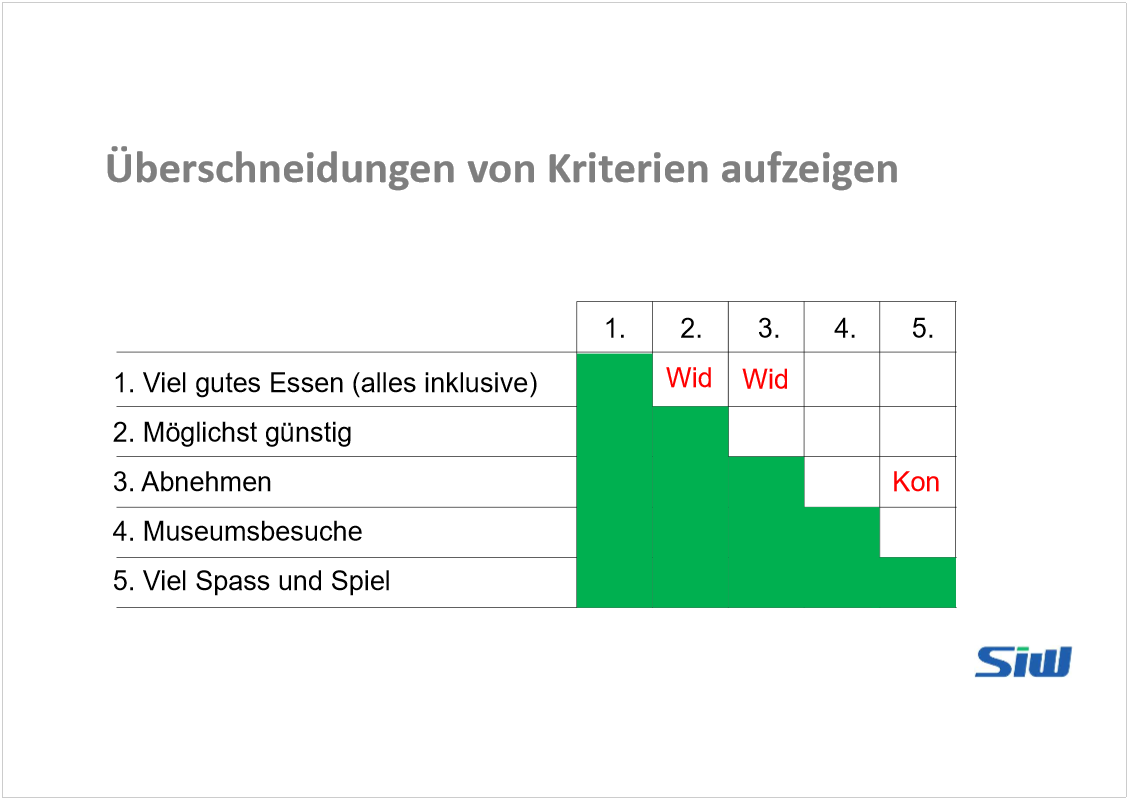 Überschneidungen von Kriterien aufzeigen
1. 2. 3. 4. 5.
1. Viel gutes Essen (alles inklusive) Wid Wid
2. Möglichst günstig
3. Abnehmen Kon
4. Museumsbesuche
5. Viel Spass und Spiel
Siw